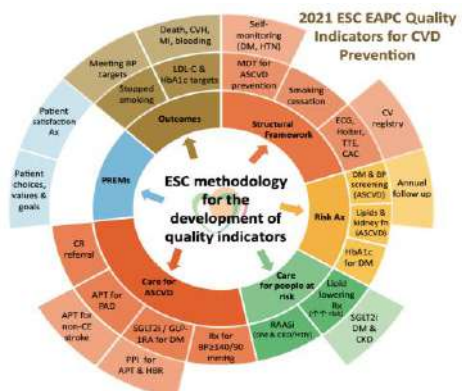 2021 ESC EAPC Quality
Indicators for CVD
Prevention
Death, CVH,
MI, bleeding
Self-
monitoring
(DM, HTN)
Meeting BP
targets
LDL-C &
HbA1c targets
MDT for
ASCVD
prevention
Stopped
smoking
Smoking
cessation
Patient
satisfaction
Ax
Outcomes
Structural Framework
ECG,
Holter,
TTE,
CAC
CV
registry
PREMs
ESC methodology
for the
development of
quality indicators
Risk Ax
DM & BP
screening
(ASCVD)
Annual
follow up
Patient
choices,
values &
goals
Lipids &
kidney fn
(ASCVD)
HbA1c
for DM
CR
referral
Care for
ASCVD
Care
for people at
risk
Lipid
lowering
Rx
(↑-↑ risk)
APT for
PAD
APT for
non-CE
stroke
SGLT2i / GLP-
1RA for DM
Rx for
BP≥140/90
mmHg
RAASi
(DM & CKD/HTN)
SGLT2i
DM &
CKD
PPI for
APT & HBR